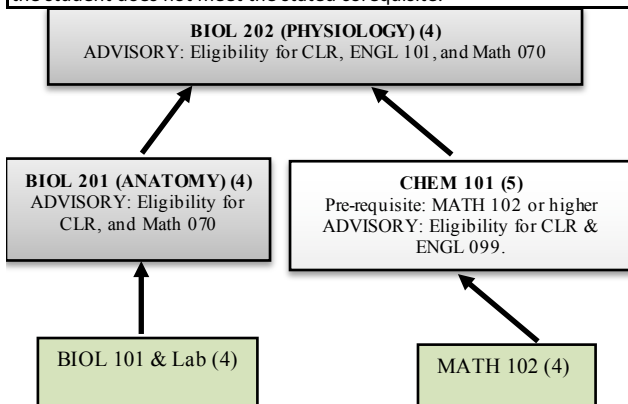 the student does not meet the stated corequisite.
BIOL 202 (PHYSIOLOGY) (4)
ADVISORY: Eligibility for CLR, ENGL 101, and Math 070
BIOL 201 (ANATOMY) (4)
ADVISORY: Eligibility for
CLR, and Math 070
CHEM 101 (5)
Pre-requisite: MATH 102 or higher
ADVISORY: Eligibility for CLR &
ENGL 099.
BIOL 101 & Lab (4)
MATH 102 (4)